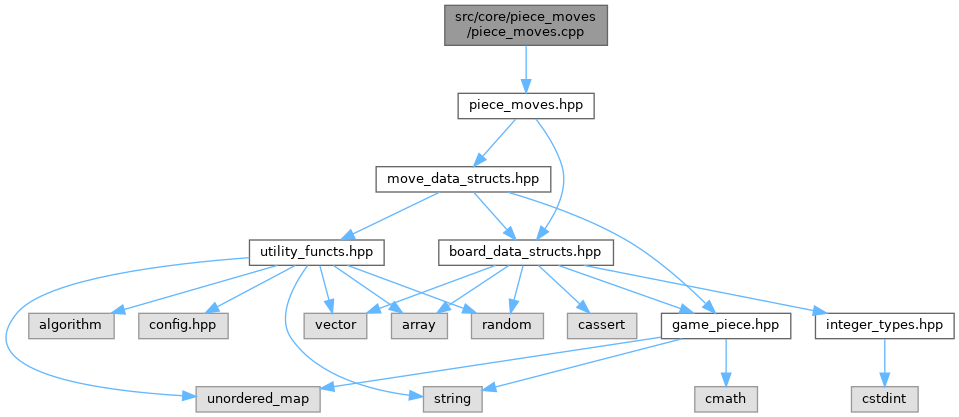 src/core/piece_moves
/piece_moves.cpp
piece_moves.hpp
move_data_structs.hpp
utility_functs.hpp
board_data_structs.hpp
algorithm
config.hpp
vector
array
random
cassert
game_piece.hpp
integer_types.hpp
unordered_map
string
cmath
cstdint